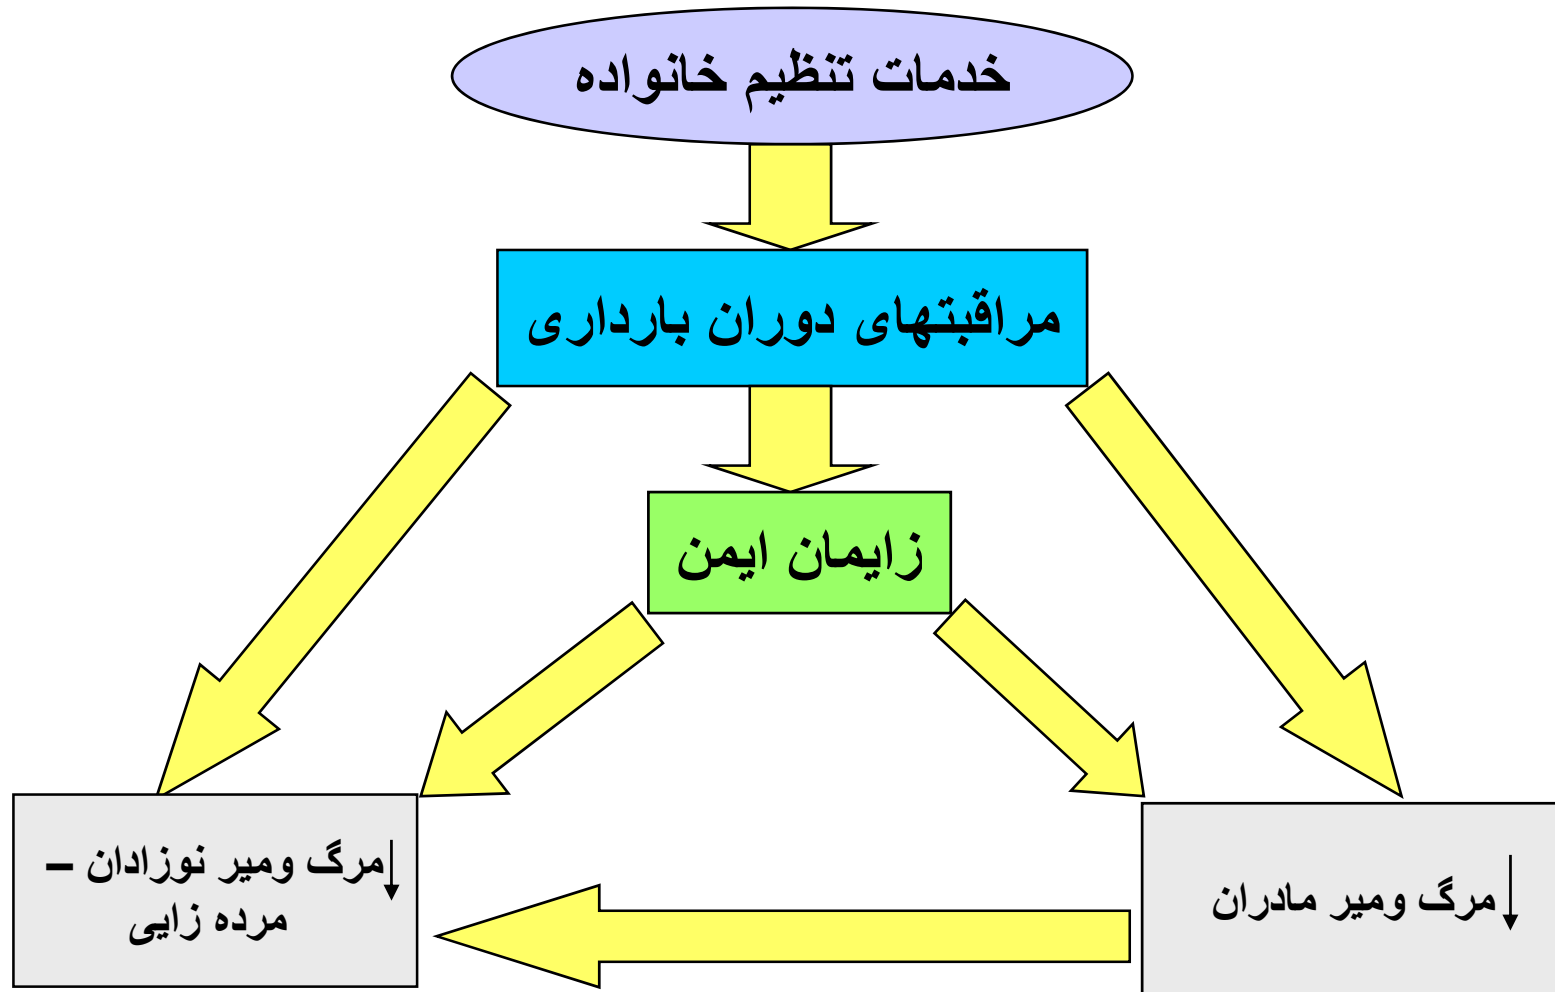 خدمات تنظیم خانواده
مراقبتهای دوران بارداری
زایمان ایمن
↓مرگ ومیر مادران
↓مرگ ومیر نوزادان –
مرده زایی